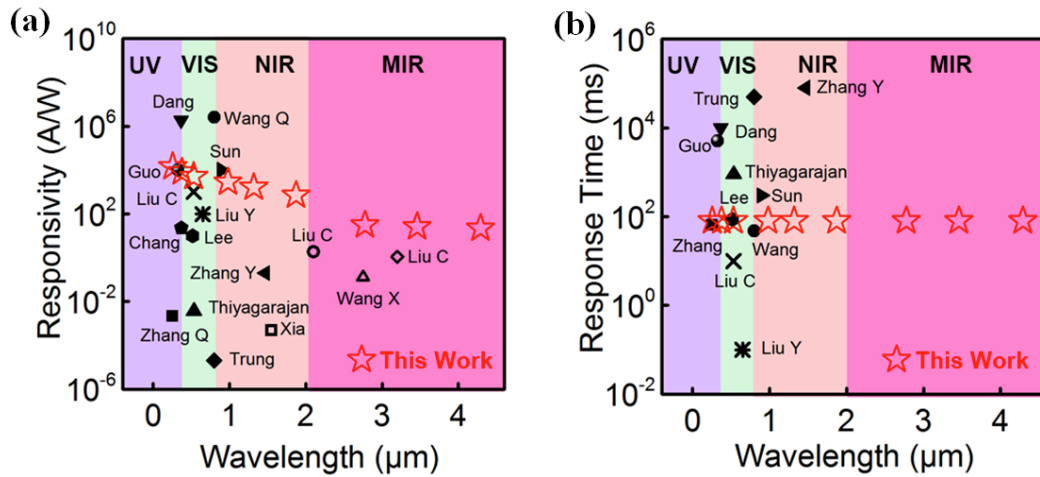 (a)
10^10
10^6
10^2
10^-2
10^-6
Responsivity (A/W)
UV VIS NIR MIR
Dang
Wang Q
Sun
Guo
Liu C
Liu Y
Chang
Lee
Liu C
Liu C
Zhang Y
Wang X
Thiyagarajan
Zhang Q
Xia
Trung
This Work
0 1 2 3 4
Wavelength (μm)
(b)
10^6
10^4
10^2
10^0
10^-2
Response Time (ms)
UV VIS NIR MIR
Zhang Y
Trung
Dang
Guo
Thiyagarajan
Lee
Sun
Zhang
Wang
Liu C
Liu Y
This Work
0 1 2 3 4
Wavelength (μm)